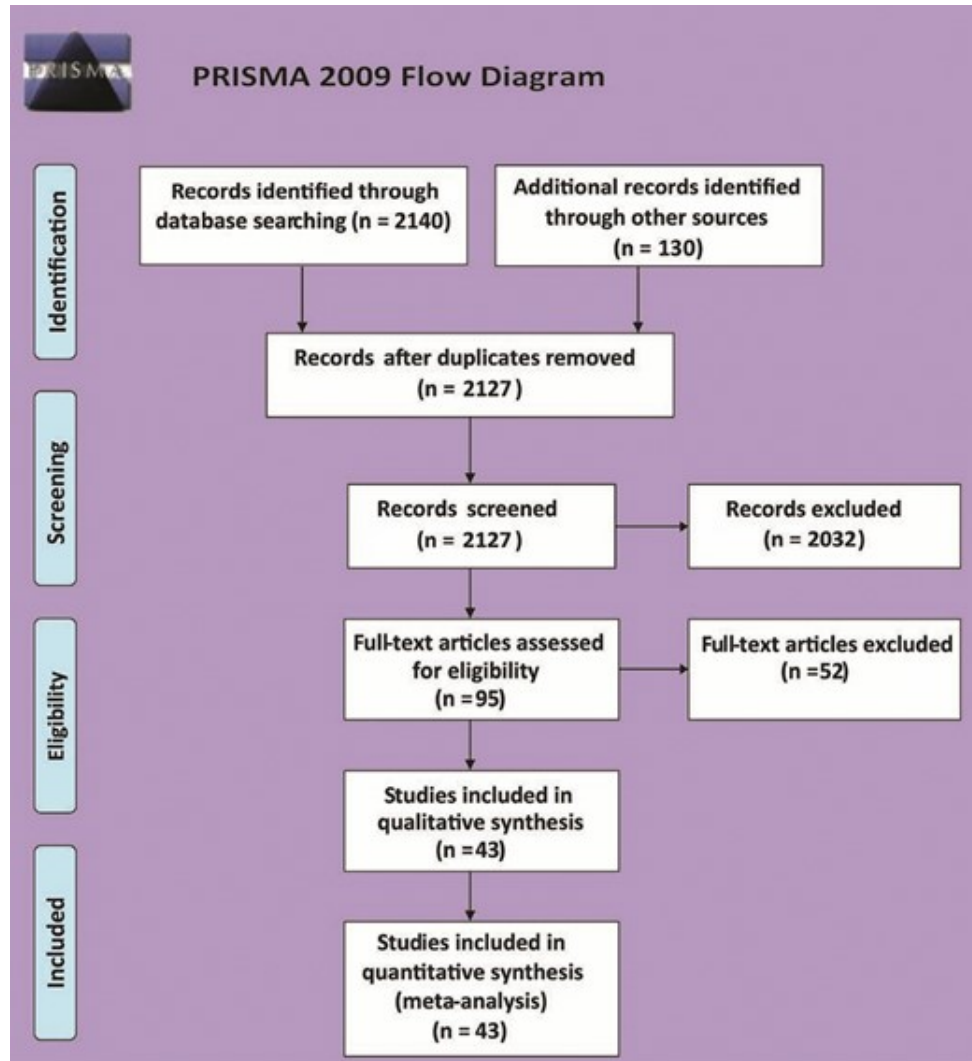 PRISMA
PRISMA 2009 Flow Diagram
Identification
Records identified through
database searching (n = 2140)
Additional records identified
through other sources
(n = 130)
Records after duplicates removed
(n = 2127 )
Screening
Records screened
(n = 2127 )
Records excluded
(n = 2032)
Eligibility
Full-text articles assessed
for eligibility
(n =95)
Full-text articles excluded
(n =52)
Studies included in
qualitative synthesis
(n =43)
Included
Studies included in
quantitative synthesis
(meta-analysis)
(n = 43)